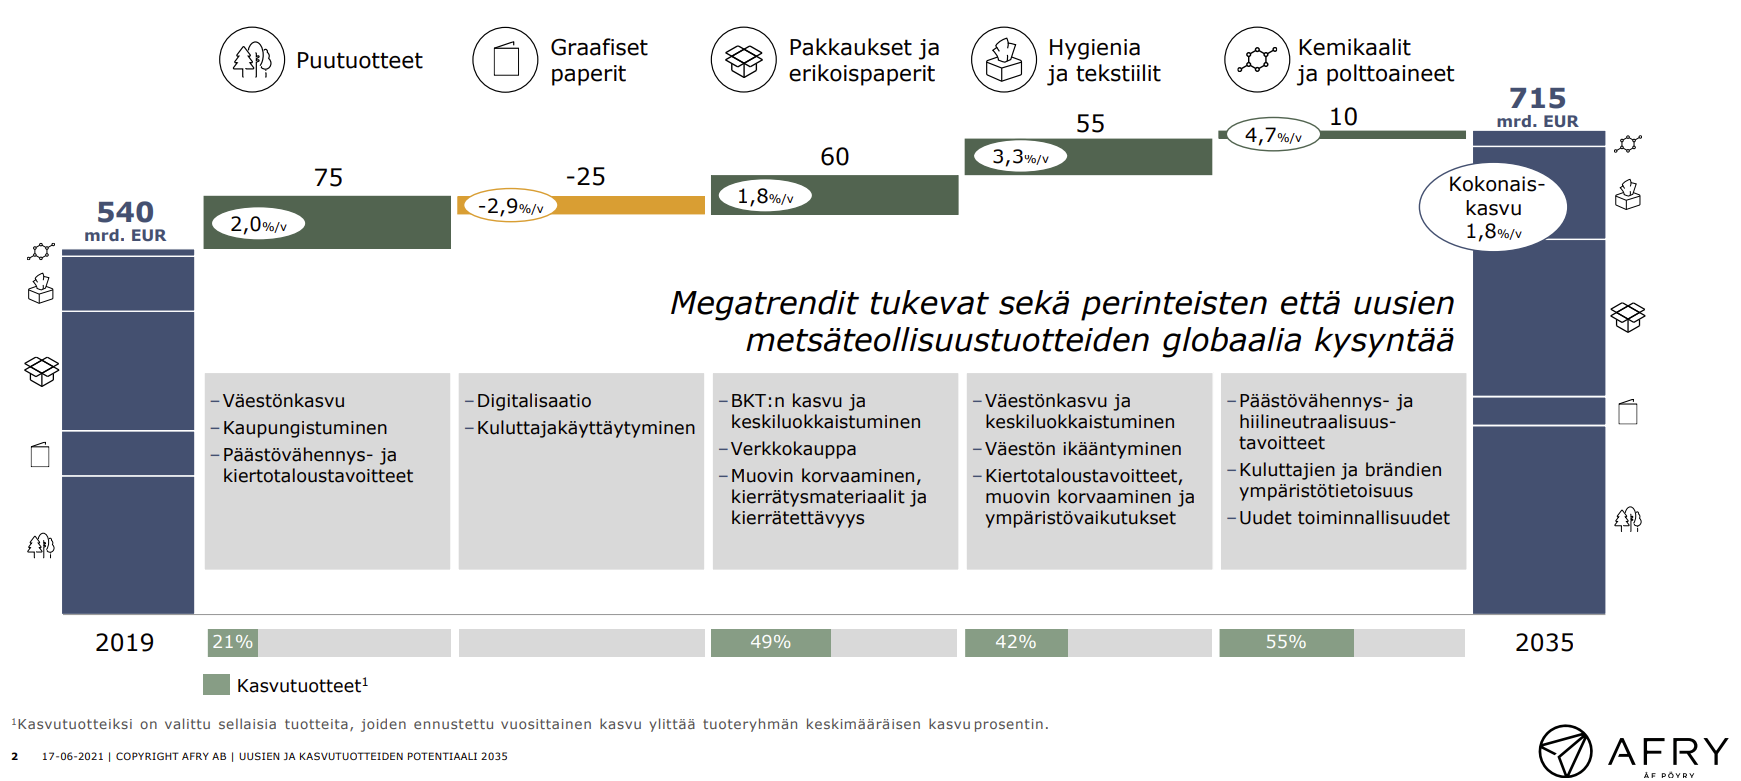 Puutuotteet
Graafiset
paperit
Pakkaukset ja
erikoispaperit
Hygienia
ja tekstiilit
Kemikaalit
ja polttoaineet
540
mrd. EUR
75
2,0%/v
-25
-2,9%/v
60
1,8%/v
55
3,3%/v
10
4,7%/v
715
mrd. EUR
Kokonais-
kasvu
1,8%/v
Megatrendit tukevat sekä perinteisten että uusien
metsäteollisuustuotteiden globaalia kysyntää
–Väestönkasvu
–Kaupungistuminen
–Päästövähennys- ja
kiertotaloustavoitteet
–Digitalisaatio
–Kuluttajakäyttäytyminen
–BKT:n kasvu ja
keskiluokkaistuminen
–Verkkokauppa
–Muovin korvaaminen,
kierrätysmateriaalit ja
kierrätettävyys
–Väestönkasvu ja
keskiluokkaistuminen
–Väestön ikääntyminen
–Kiertotaloustavoitteet,
muovin korvaaminen ja
ympäristövaikutukset
–Päästövähennys- ja
hiilineutraalisuus-
tavoitteet
–Kuluttajien ja brändien
ympäristötietoisuus
–Uudet toiminnallisuudet
2019
21%
49%
42%
55%
2035
Kasvutuotteet¹
¹Kasvutuotteiksi on valittu sellaisia tuotteita, joiden ennustettu vuosittainen kasvu ylittää tuoteryhmän keskimääräisen kasvuprosentin.
2 17-06-2021 | COPYRIGHT AFRY AB | UUSIEN JA KASVUTUOTTEIDEN POTENTIAALI 2035
AFRY
ÅF PÖYRY